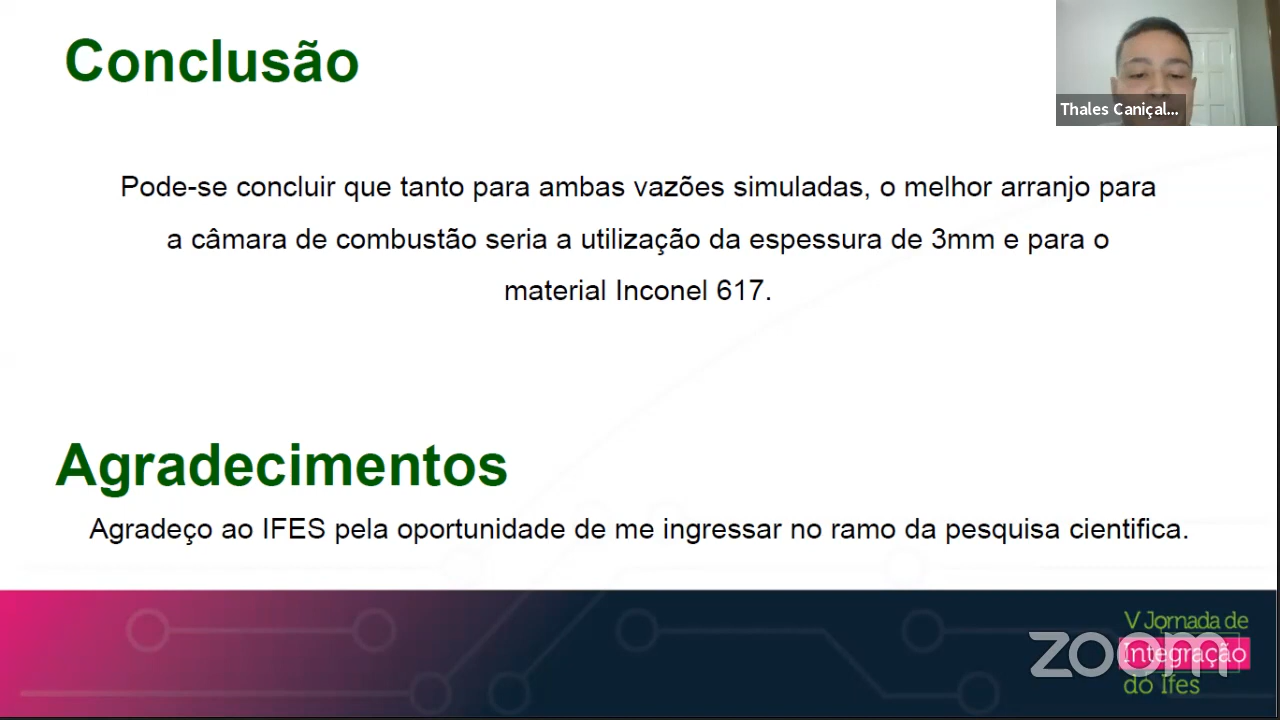 Conclusão
Thales Caniçal...
Pode-se concluir que tanto para ambas vazões simuladas, o melhor arranjo para
a câmara de combustão seria a utilização da espessura de 3mm e para o
material Inconel 617.
Agradecimentos
Agradeço ao IFES pela oportunidade de me ingressar no ramo da pesquisa cientifica.
V Jornada de
Integração
do Ifes
zoom